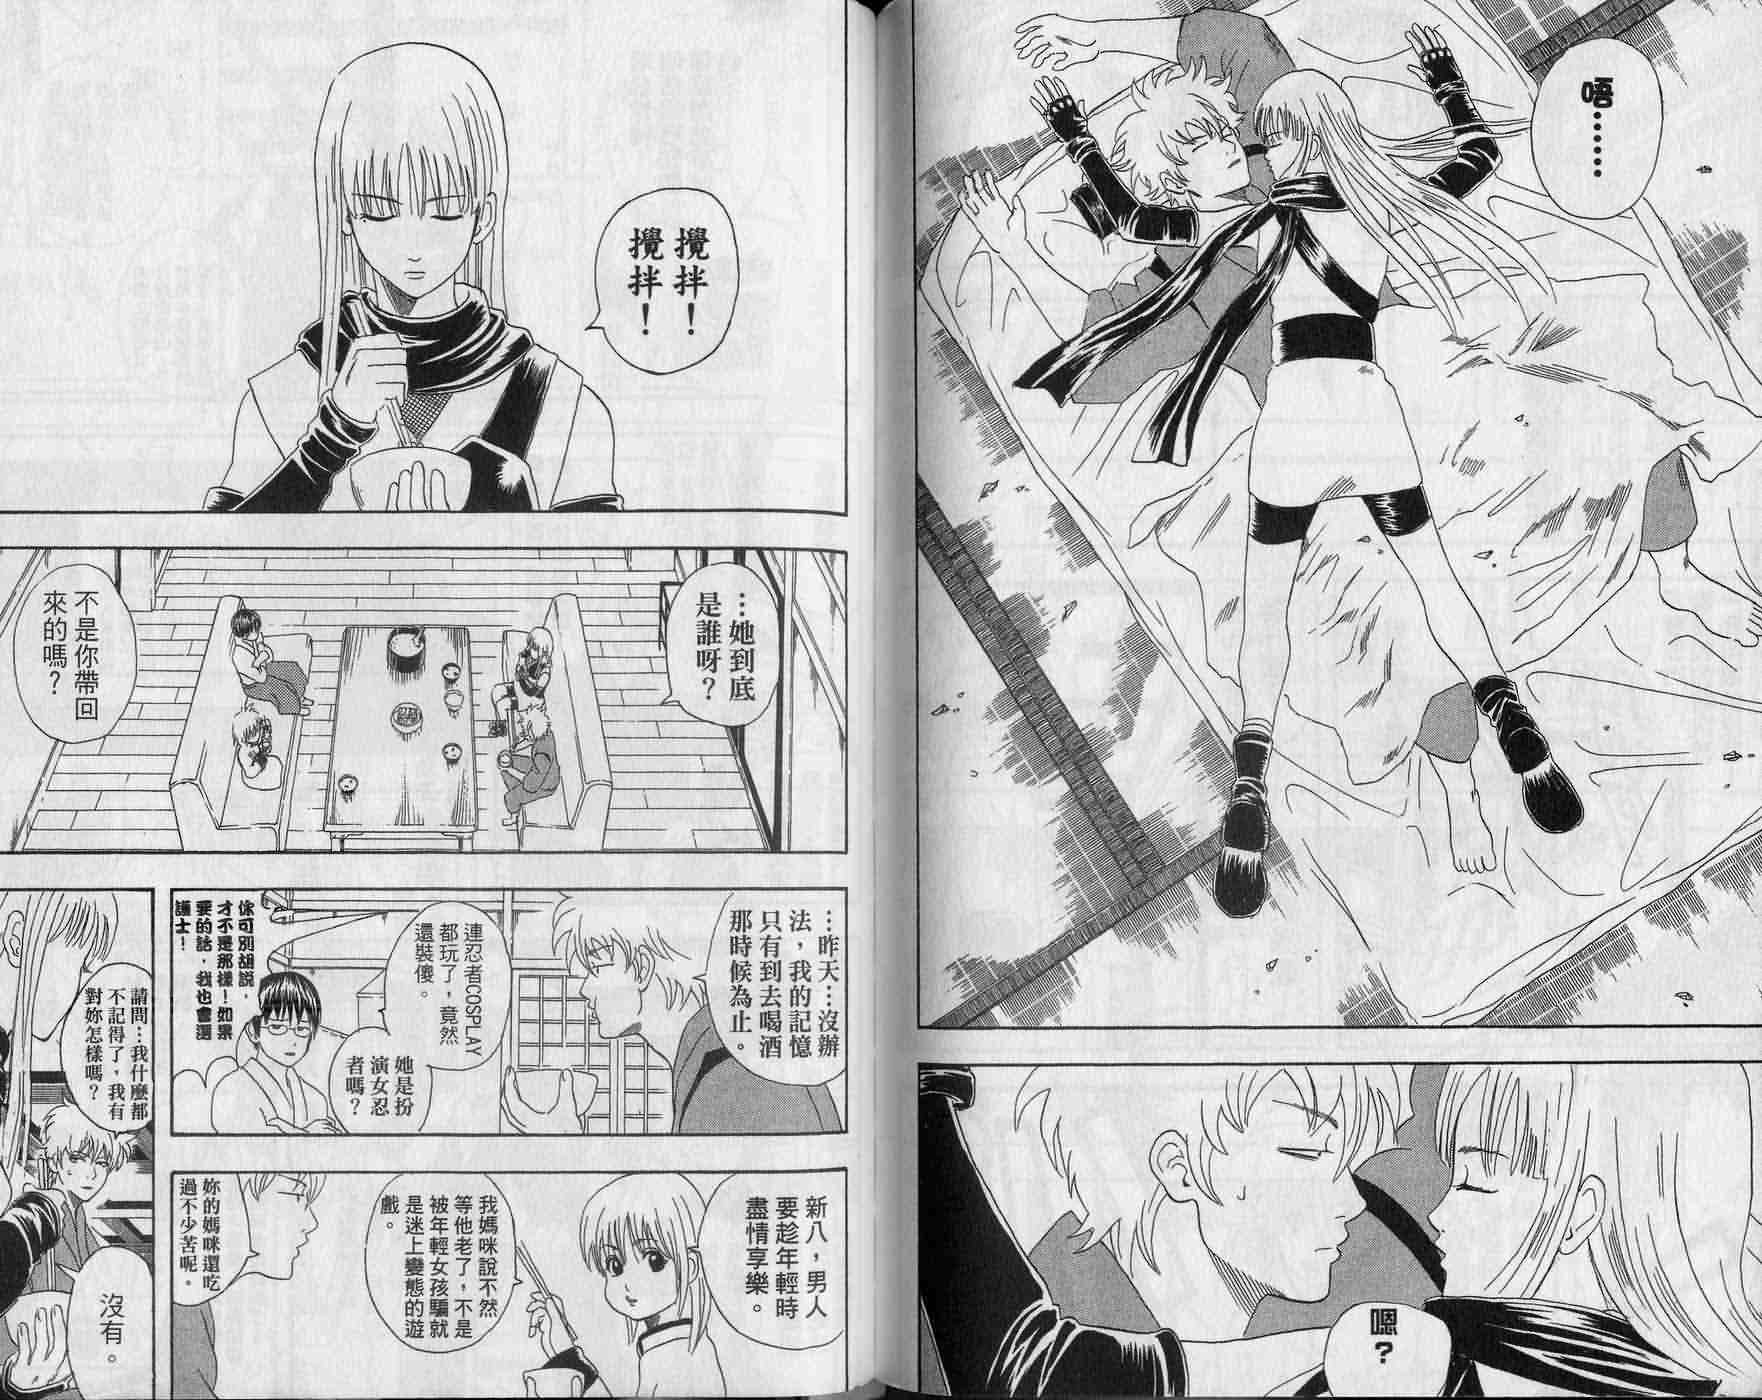 唔……
嗯？
攪拌！
攪拌！
…她到底
是誰呀？
不是你帶回
來的嗎？
…昨天…沒辦
法，我的記憶
只有到去喝酒
那時候為止。
連忍者COSPLAY
都玩了，竟然
還裝傻。
她是扮
演女忍
者嗎？
你可別胡說，
才不是那樣！如果
要的話，我也會選
護士！
新八，男人
要趁年輕時
盡情享樂。
我媽咪說不然
等他老了，不是
被年輕女孩騙就
是迷上變態的遊
戲。
妳的媽咪還吃
過不少苦呢。
請問…我什麼都
不記得了，我有
對妳怎樣嗎？
沒有。